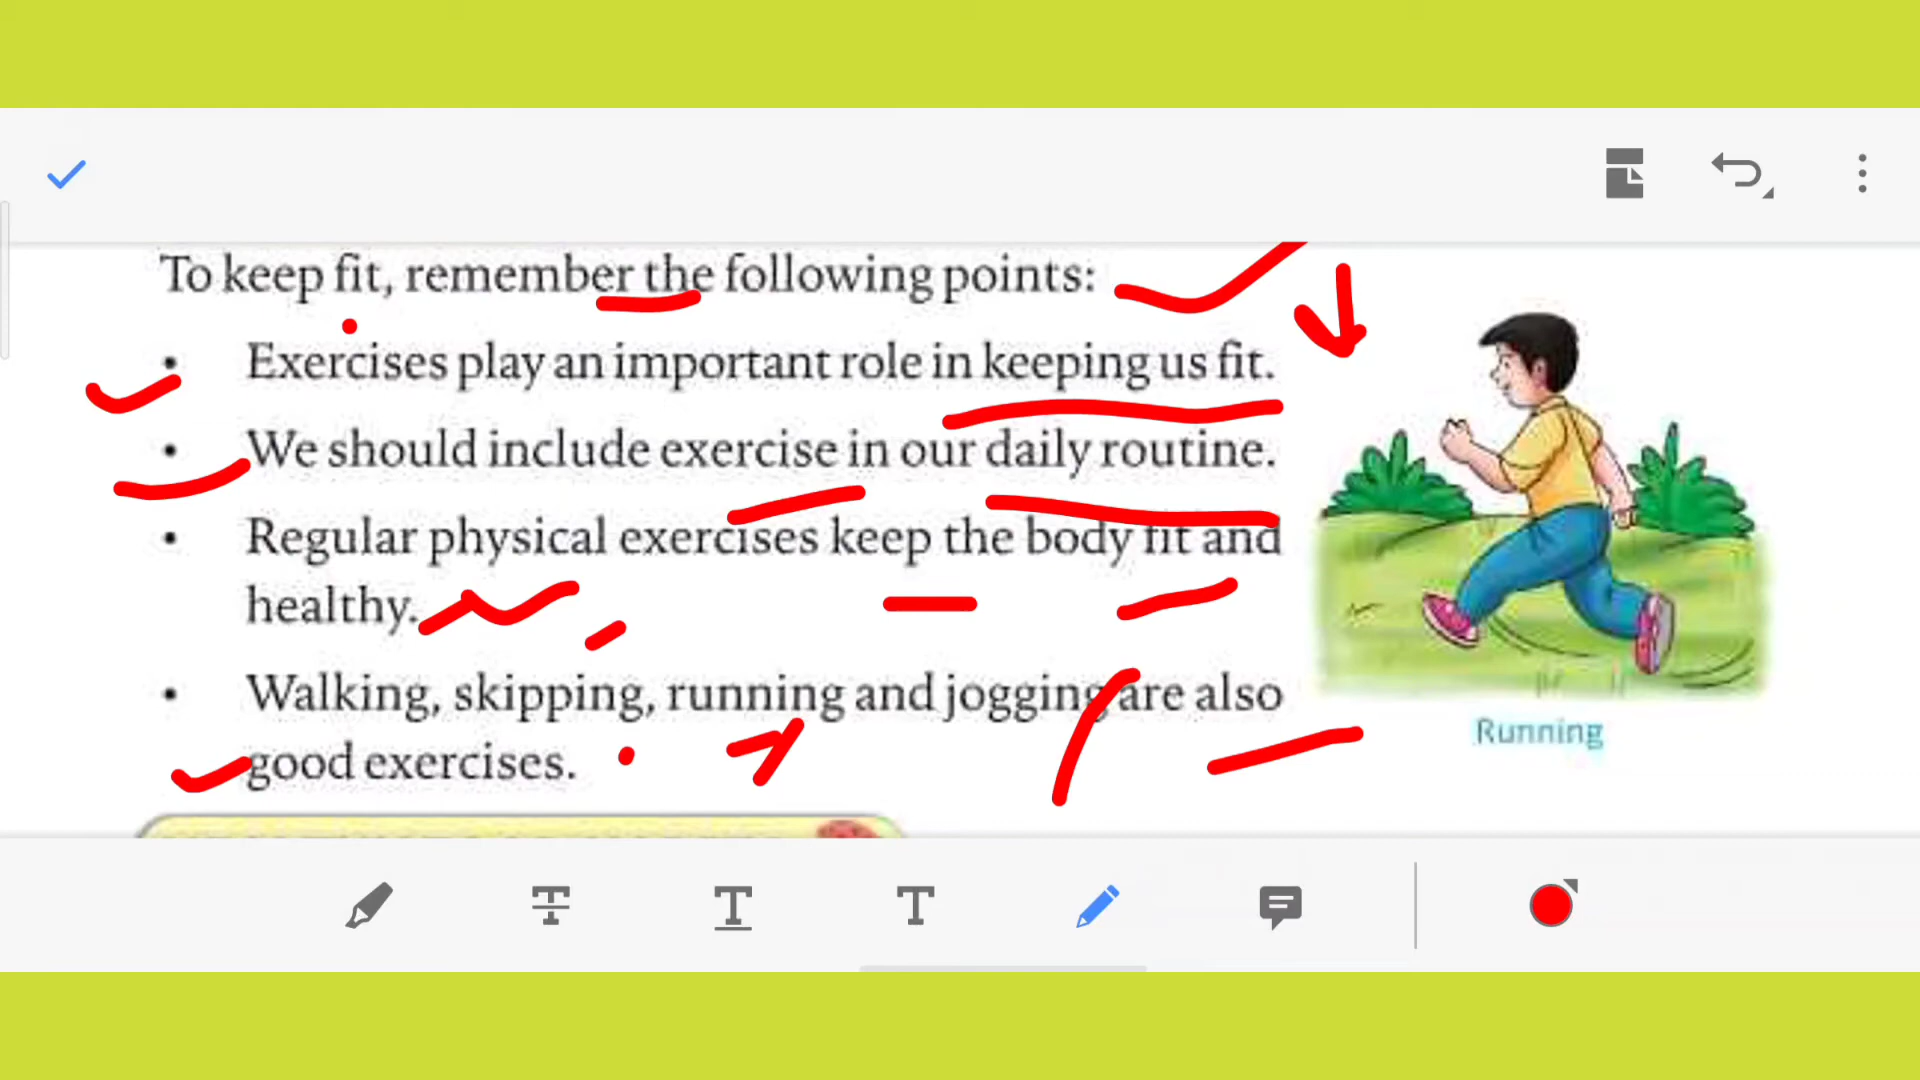 To keep fit, remember the following points:
• Exercises play an important role in keeping us fit.
• We should include exercise in our daily routine.
• Regular physical exercises keep the body fit and
healthy.
• Walking, skipping, running and jogging are also
good exercises.
Running